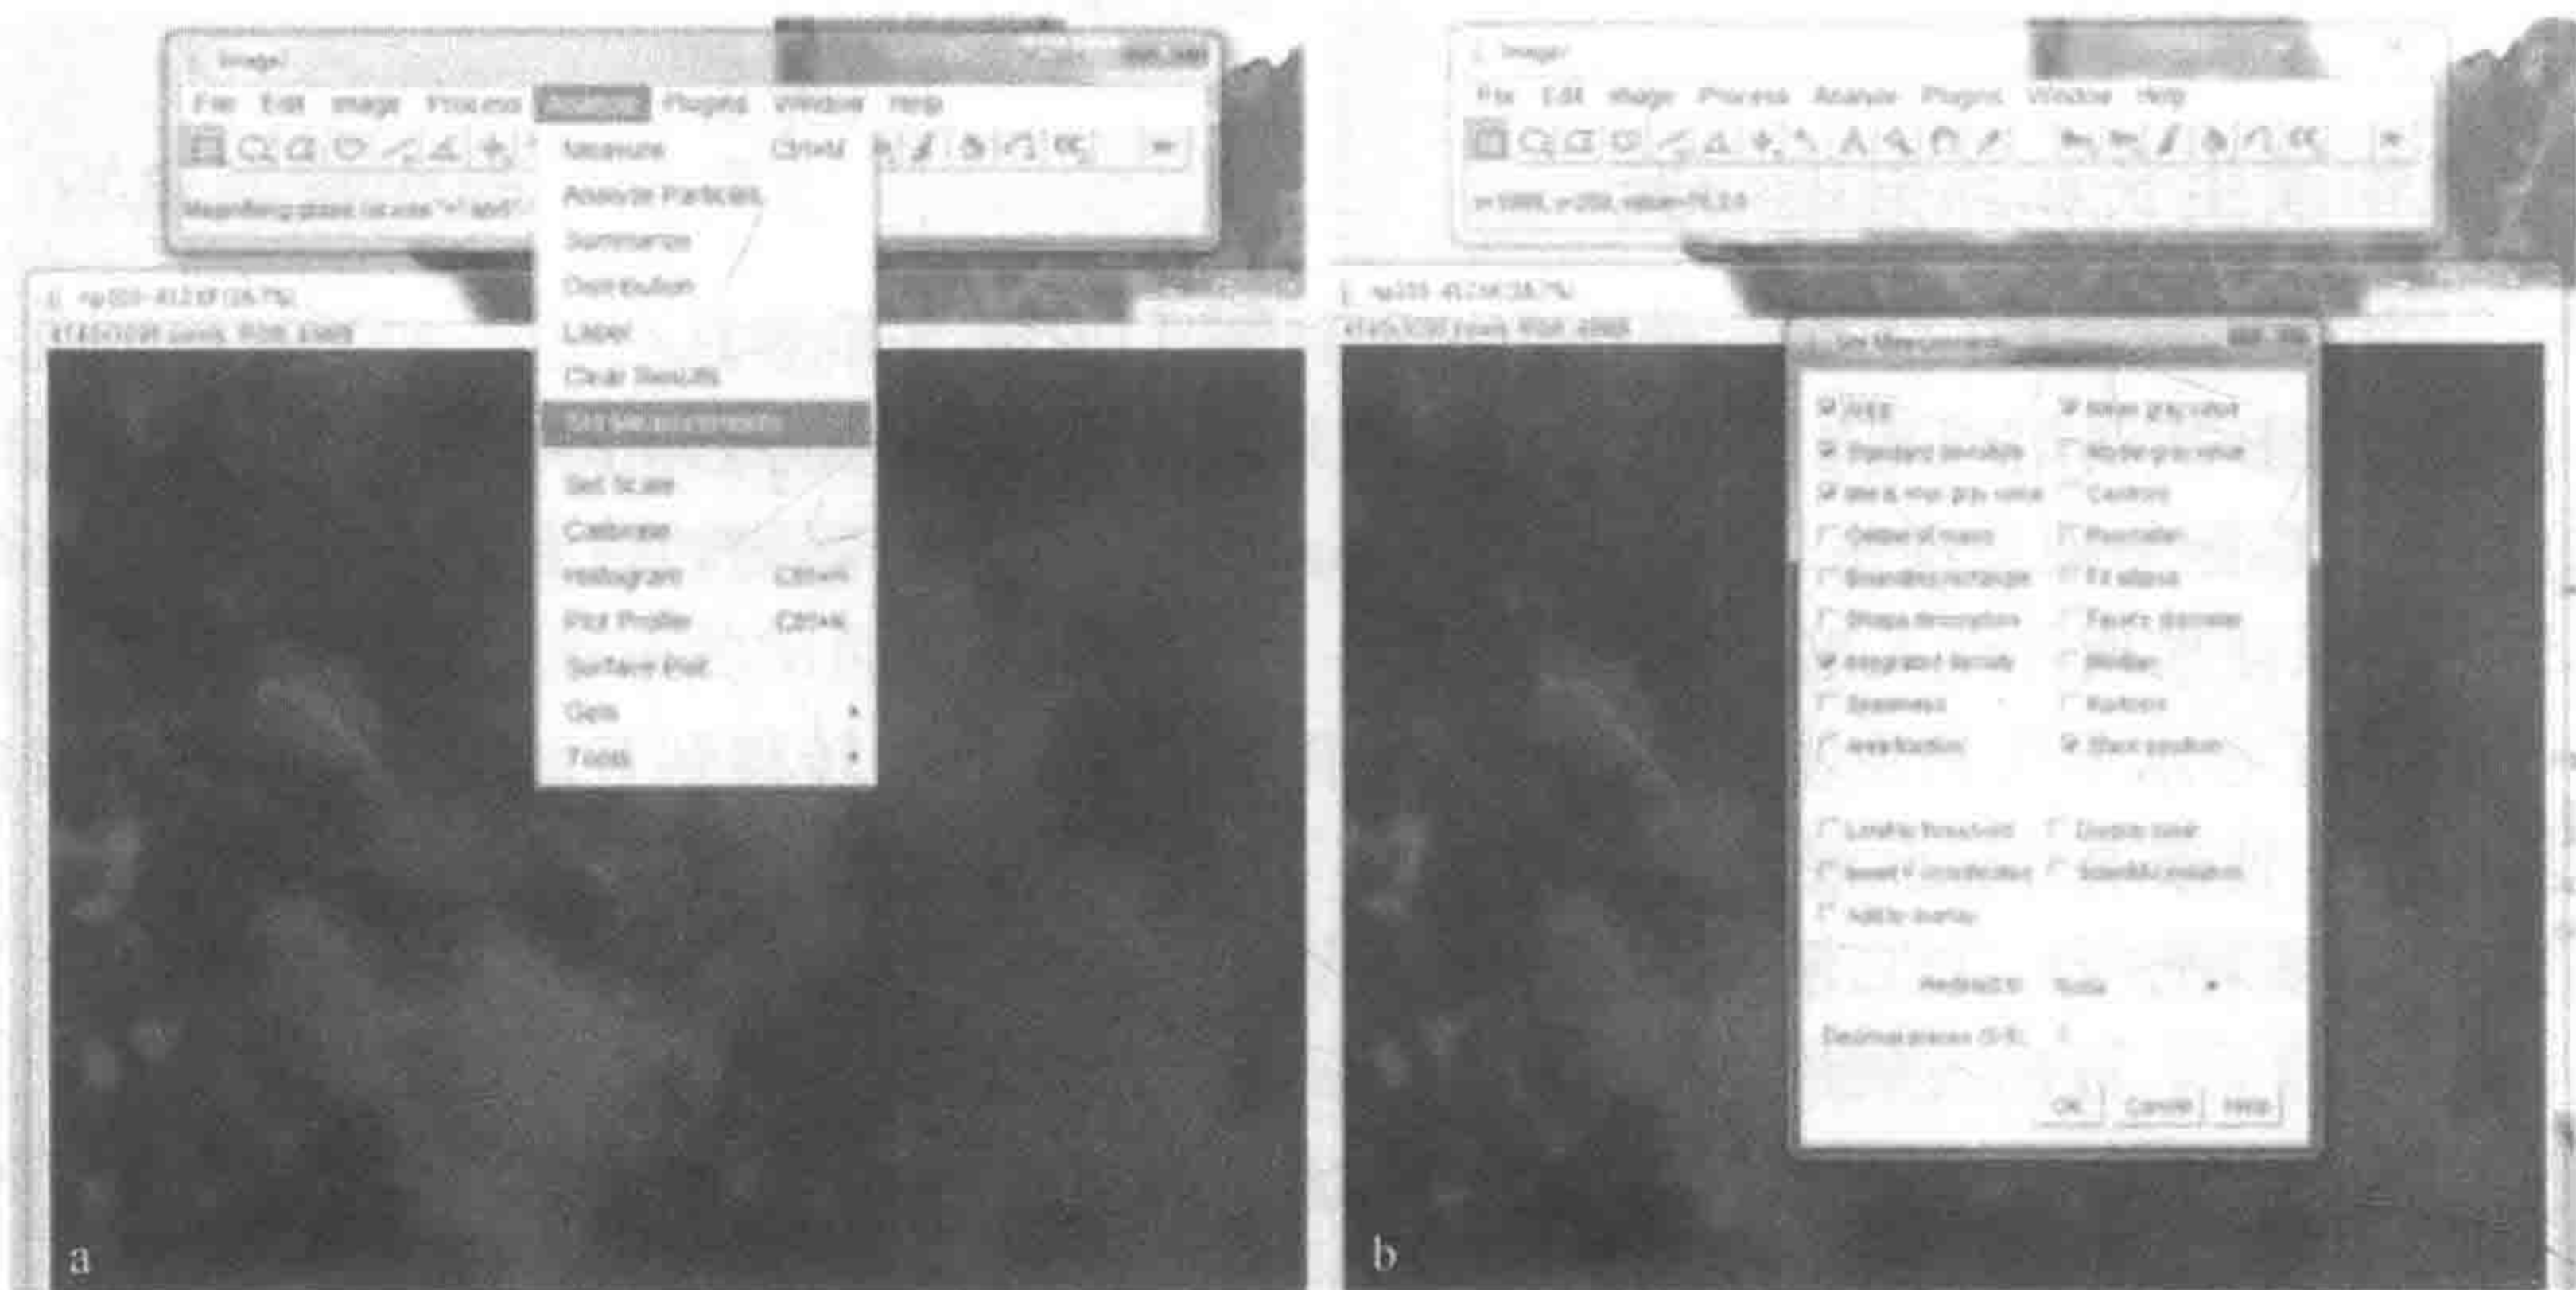 ImageJ
File Edit Image Process Analyze Plugins Window Help
Measure Ctrl+M
Analyze Particles...
Summarize
Distribution
Label
Clear Results
Set Measurements
Set Scale
Calibrate
Histogram Ctrl+H
Plot Profile Ctrl+K
Surface Plot
Gels
Tools
a
ImageJ
File Edit Image Process Analyze Plugins Window Help
Set Measurements
Area Mean gray value
Standard deviation Modal gray value
Min & max gray value Centroid
Center of mass Perimeter
Bounding rectangle Fit ellipse
Shape descriptors Feret's diameter
Integrated density Median
Skewness Kurtosis
Area fraction Stack position
Limit to threshold Display label
Invert Y coordinates Scientific notation
Add to overlay
Redirect to: None
Decimal places (0-9):
OK Cancel Help
b